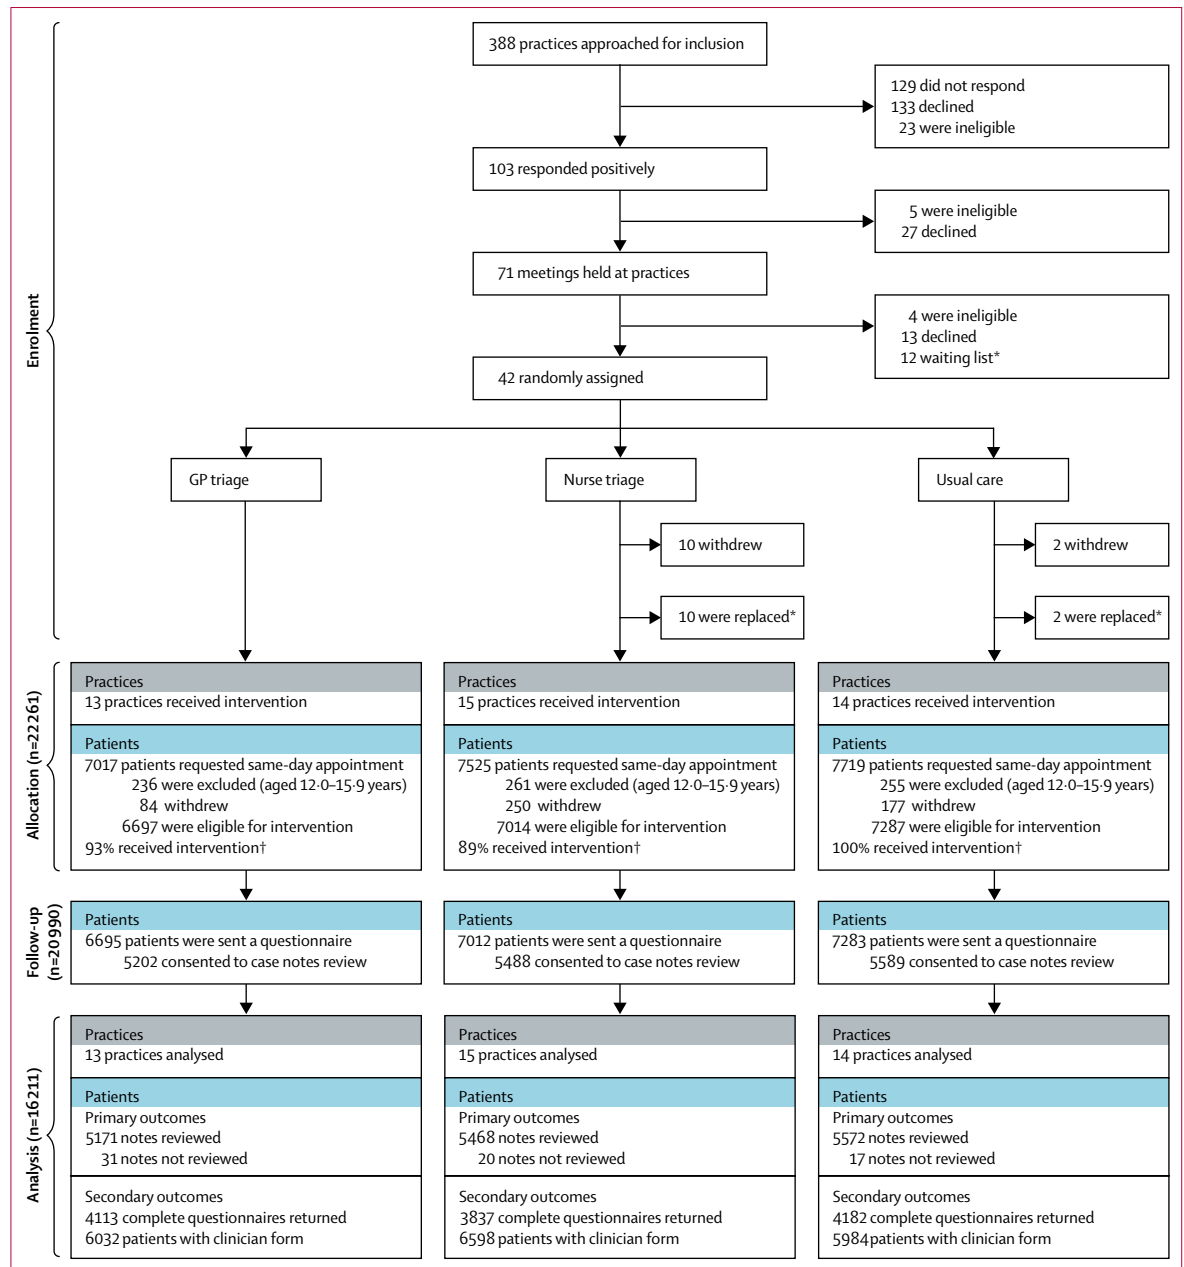 388 practices approached for inclusion
129 did not respond
133 declined
23 were ineligible
103 responded positively
5 were ineligible
27 declined
71 meetings held at practices
4 were ineligible
13 declined
12 waiting list*
42 randomly assigned
Enrolment
GP triage
Nurse triage
Usual care
10 withdrew
2 withdrew
10 were replaced*
2 were replaced*
Allocation (n=22261)
Practices
13 practices received intervention
Patients
7017 patients requested same-day appointment
236 were excluded (aged 12·0–15·9 years)
84 withdrew
6697 were eligible for intervention
93% received intervention†
Practices
15 practices received intervention
Patients
7525 patients requested same-day appointment
261 were excluded (aged 12·0–15·9 years)
250 withdrew
7014 were eligible for intervention
89% received intervention†
Practices
14 practices received intervention
Patients
7719 patients requested same-day appointment
255 were excluded (aged 12·0–15·9 years)
177 withdrew
7287 were eligible for intervention
100% received intervention†
Follow-up
(n=20990)
Patients
6695 patients were sent a questionnaire
5202 consented to case notes review
Patients
7012 patients were sent a questionnaire
5488 consented to case notes review
Patients
7283 patients were sent a questionnaire
5589 consented to case notes review
Analysis (n=16211)
Practices
13 practices analysed
Patients
Primary outcomes
5171 notes reviewed
31 notes not reviewed
Secondary outcomes
4113 complete questionnaires returned
6032 patients with clinician form
Practices
15 practices analysed
Patients
Primary outcomes
5468 notes reviewed
20 notes not reviewed
Secondary outcomes
3837 complete questionnaires returned
6598 patients with clinician form
Practices
14 practices analysed
Patients
Primary outcomes
5572 notes reviewed
17 notes not reviewed
Secondary outcomes
4182 complete questionnaires returned
5984 patients with clinician form